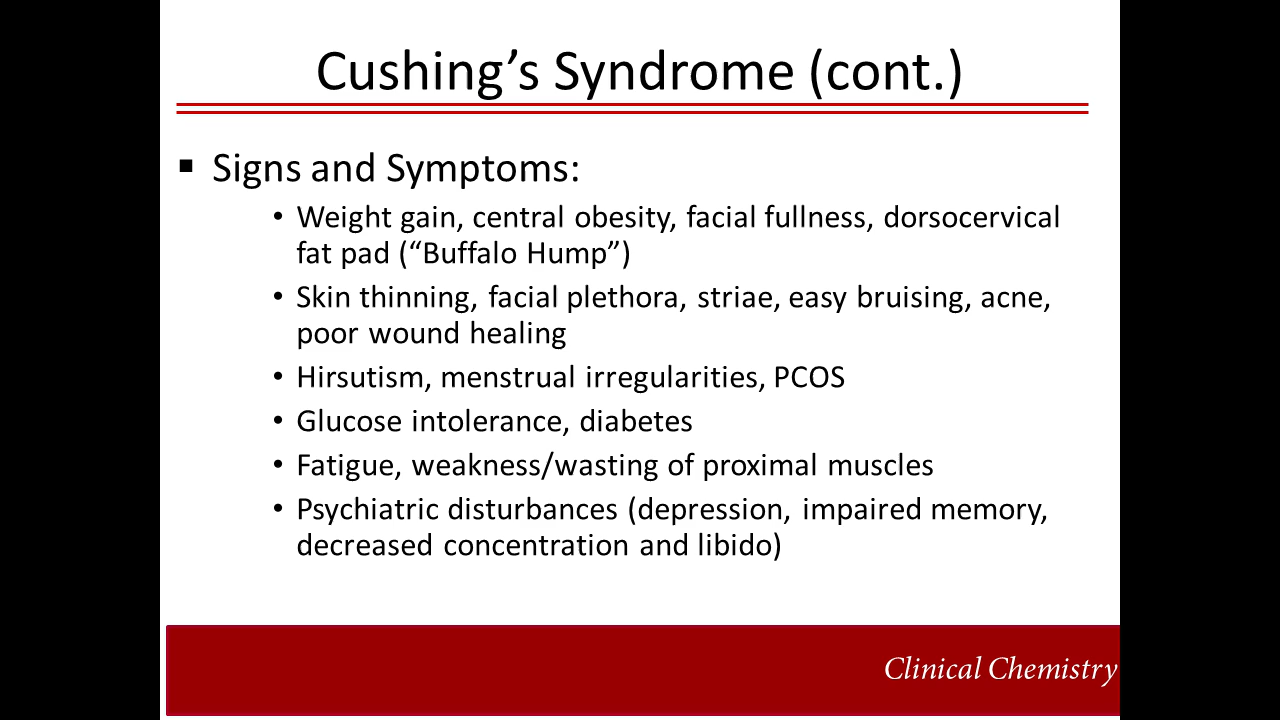 Cushing’s Syndrome (cont.)
▪ Signs and Symptoms:
• Weight gain, central obesity, facial fullness, dorsocervical
fat pad (“Buffalo Hump”)
• Skin thinning, facial plethora, striae, easy bruising, acne,
poor wound healing
• Hirsutism, menstrual irregularities, PCOS
• Glucose intolerance, diabetes
• Fatigue, weakness/wasting of proximal muscles
• Psychiatric disturbances (depression, impaired memory,
decreased concentration and libido)
Clinical Chemistry